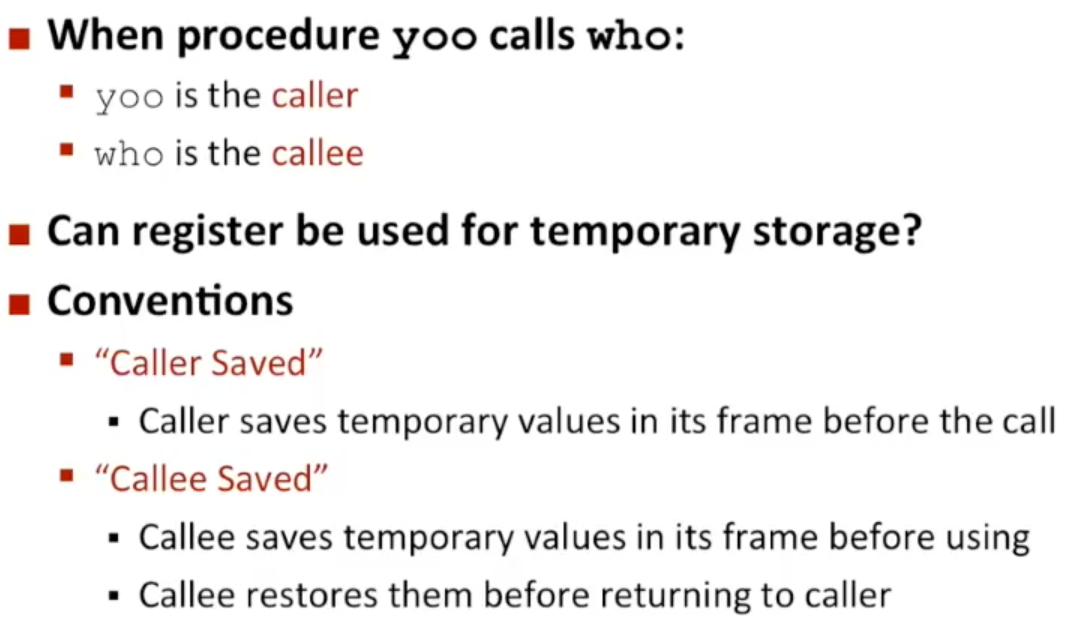 When procedure yoo calls who:
yoo is the caller
who is the callee
Can register be used for temporary storage?
Conventions
“Caller Saved”
Caller saves temporary values in its frame before the call
“Callee Saved”
Callee saves temporary values in its frame before using
Callee restores them before returning to caller